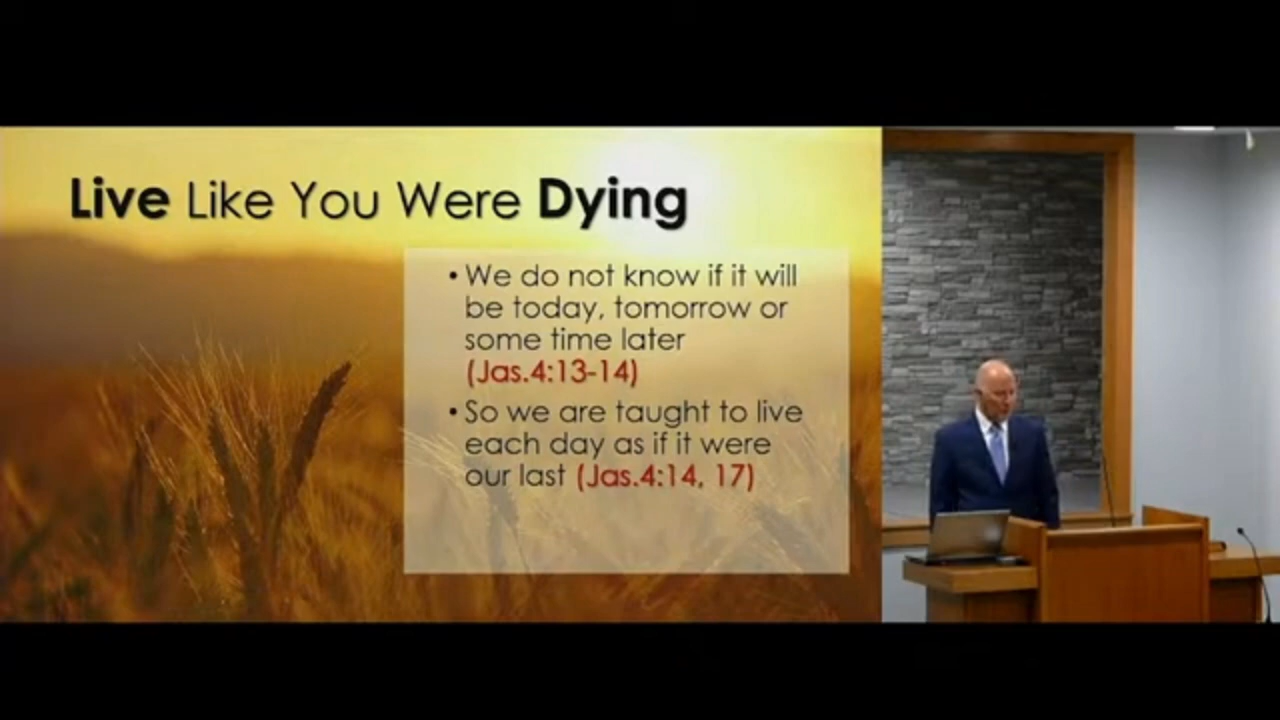 Live Like You Were Dying
• We do not know if it will
be today, tomorrow or
some time later
(Jas.4:13-14)
• So we are taught to live
each day as if it were
our last (Jas.4:14, 17)